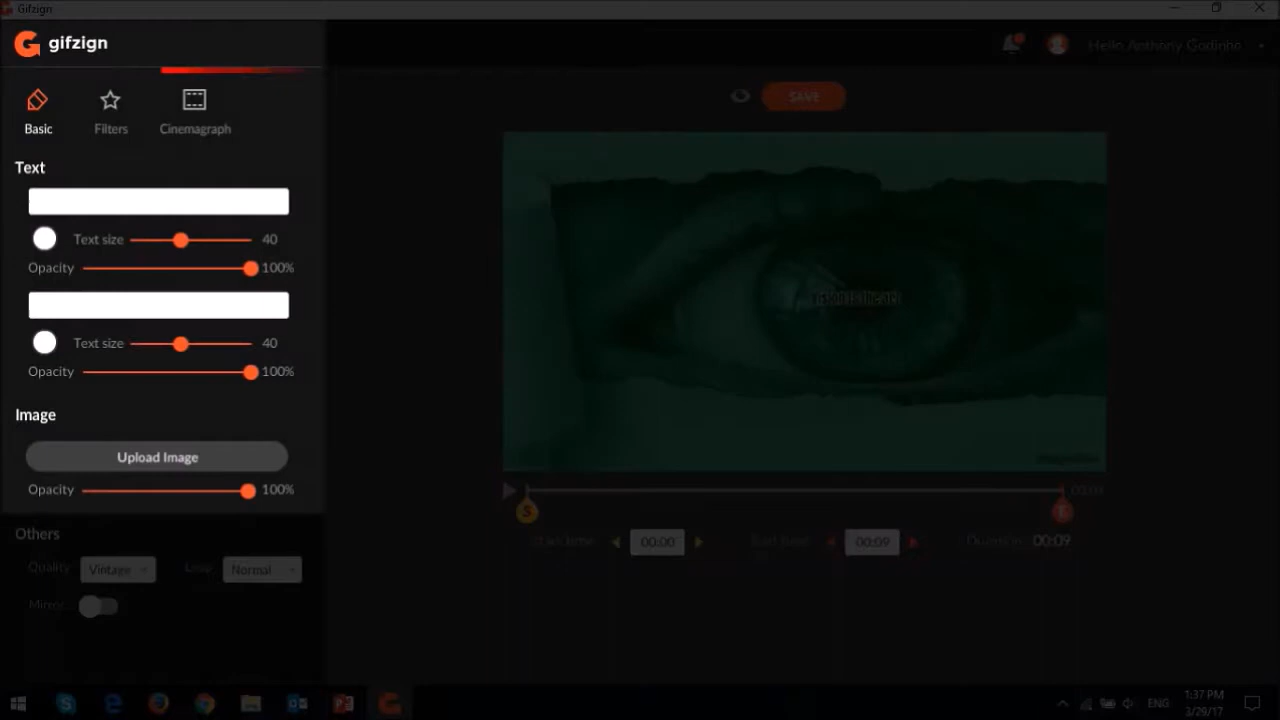 Gifzign
gifzign
Hello Anthony Godinho
Basic
Filters
Cinemagraph
SAVE
Text
Text size
40
Opacity
100%
Text size
40
Opacity
100%
Image
Upload Image
Opacity
100%
S
Start time
00:00
00:09
Duration
00:09
Others
Quality
Vintage
Loop
Normal
Mirror
ENG
1:37 PM
3/29/17